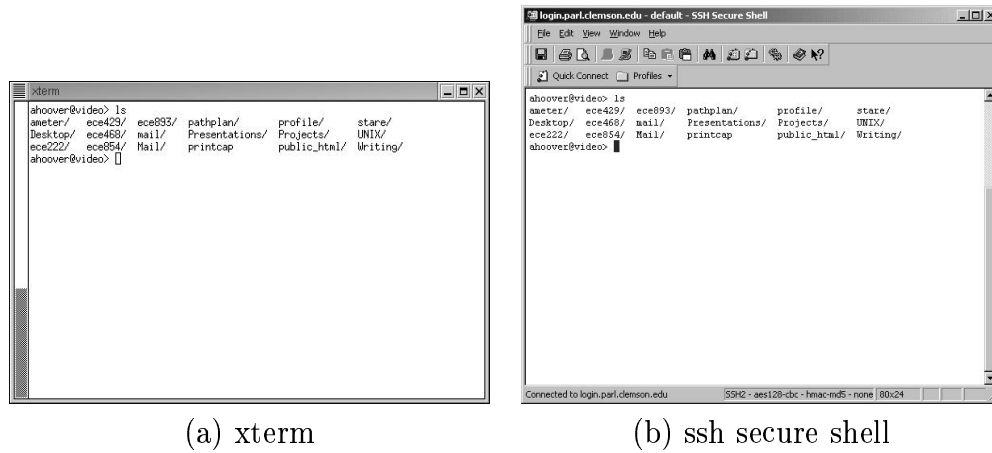 xterm
ahoover@video> ls
ameter/ ece429/ ece893/ pathplan/ profile/ stare/
Desktop/ ece468/ mail/ Presentations/ Projects/ UNIX/
ece222/ ece854/ Mail/ printcap public_html/ Writing/
ahoover@video>
(a) xterm
login.parl.clemson.edu - default - SSH Secure Shell
File Edit View Window Help
Quick Connect Profiles
ahoover@video> ls
ameter/ ece429/ ece893/ pathplan/ profile/ stare/
Desktop/ ece468/ mail/ Presentations/ Projects/ UNIX/
ece222/ ece854/ Mail/ printcap public_html/ Writing/
ahoover@video>
Connected to login.parl.clemson.edu SSH2 - aes128-cbc - hmac-md5 - none 80x24
(b) ssh secure shell